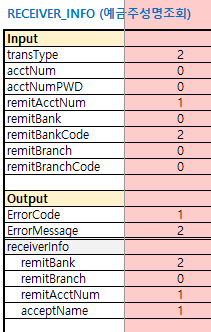 RECEIVER_INFO (예금주성명조회)
Input
transType 2
acctNum 0
acctNumPWD 0
remitAcctNum 1
remitBank 0
remitBankCode 2
remitBranch 0
remitBranchCode 0
Output
ErrorCode 1
ErrorMessage 2
receiverInfo
remitBank 2
remitBranch 0
remitAcctNum 1
acceptName 1